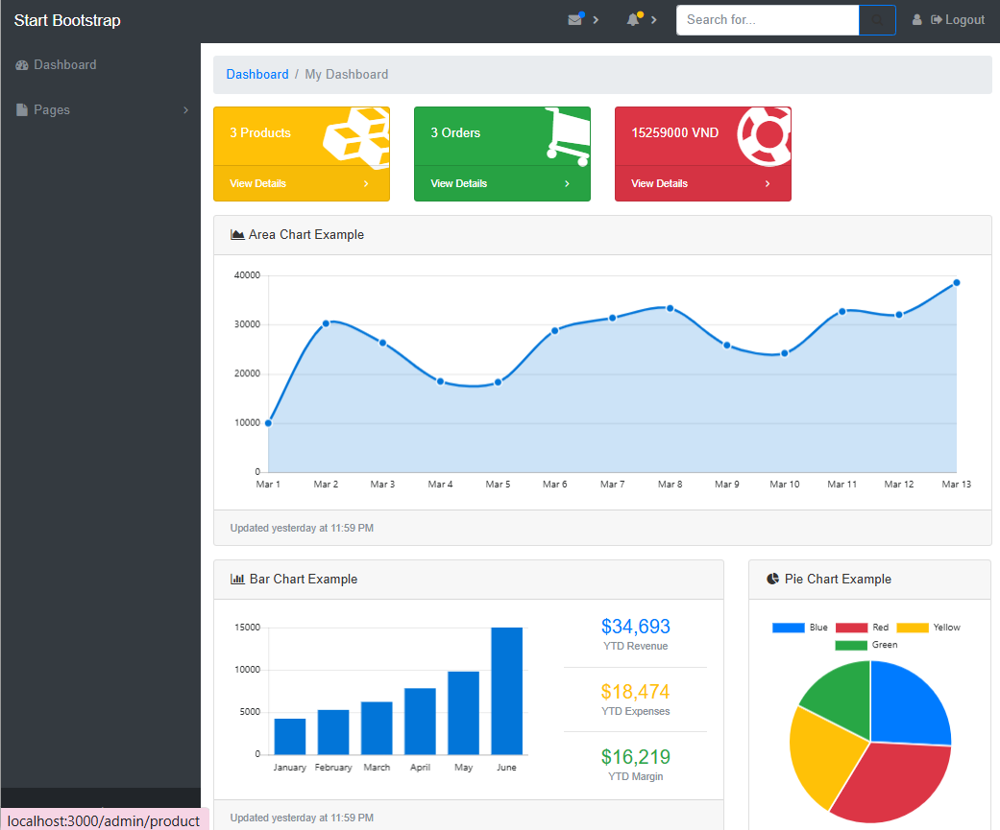 Start Bootstrap
Search for...
Logout
Dashboard
Pages
Dashboard / My Dashboard
3 Products
View Details
3 Orders
View Details
15259000 VND
View Details
Area Chart Example
40000
30000
20000
10000
0
Mar 1 Mar 2 Mar 3 Mar 4 Mar 5 Mar 6 Mar 7 Mar 8 Mar 9 Mar 10 Mar 11 Mar 12 Mar 13
Updated yesterday at 11:59 PM
Bar Chart Example
15000
10000
5000
0
January February March April May June
$34,693
YTD Revenue
$18,474
YTD Expenses
$16,219
YTD Margin
Updated yesterday at 11:59 PM
Pie Chart Example
Blue Red Yellow
Green
localhost:3000/admin/product